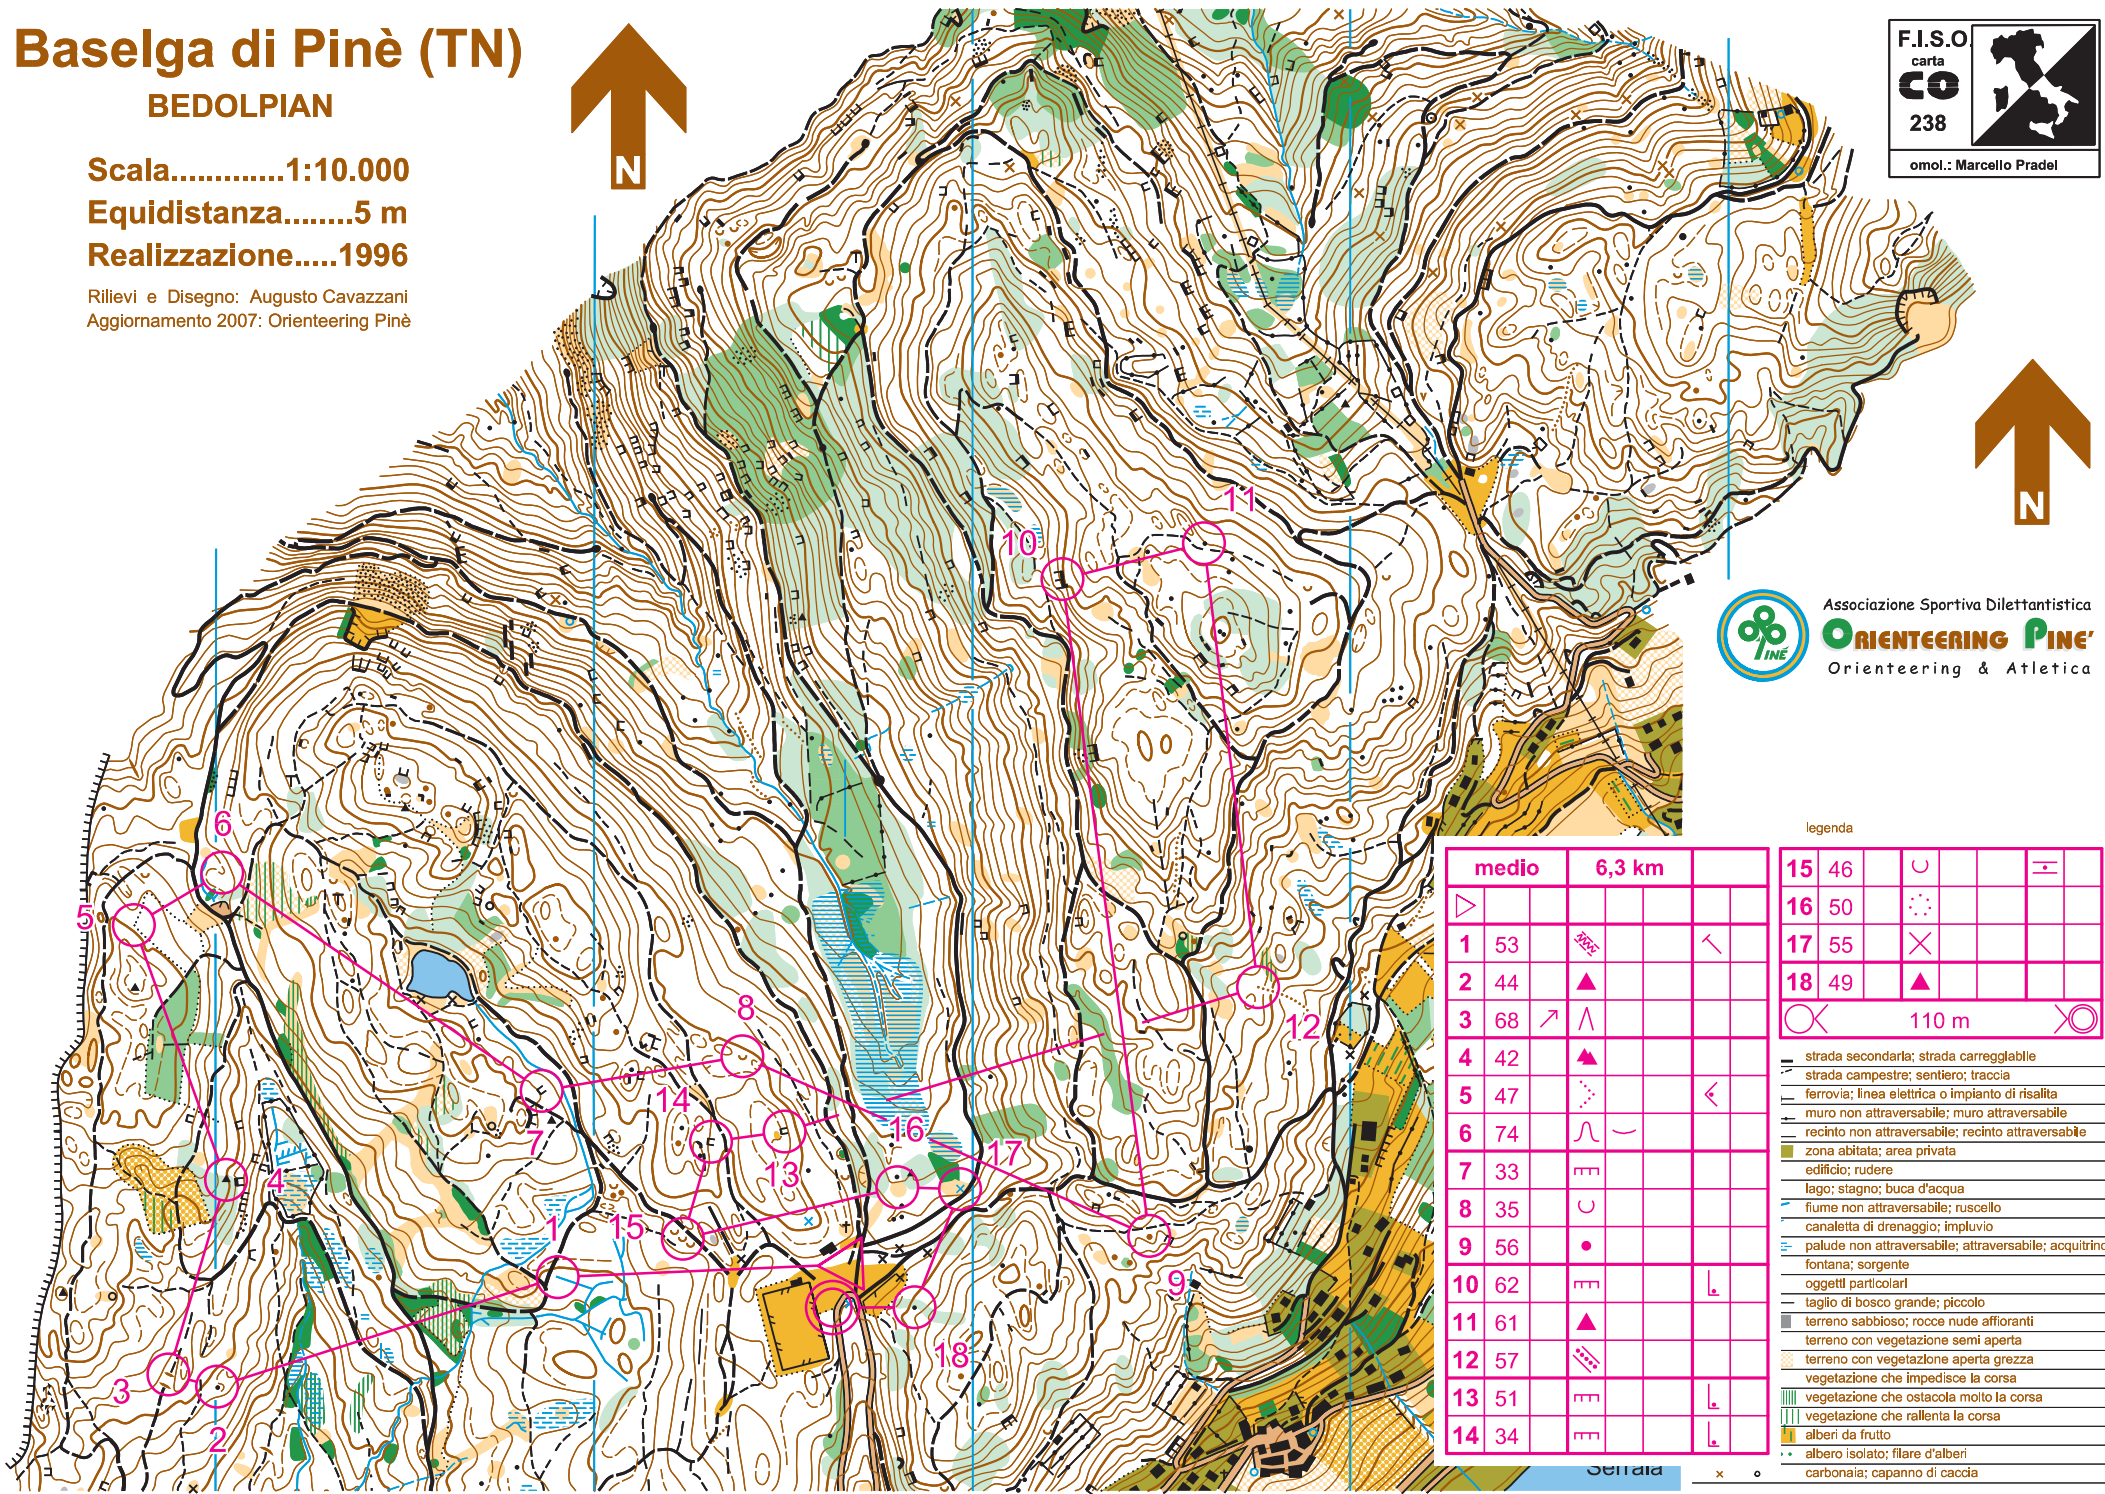 Baselga di Pinè (TN)
BEDOLPIAN
Scala.............1:10.000
Equidistanza........5 m
Realizzazione.....1996
Rilievi e Disegno: Augusto Cavazzani
Aggiornamento 2007: Orienteering Pinè
N
F.I.S.O.
carta
CO
238
omol.: Marcello Pradel
N
Associazione Sportiva Dilettantistica
ORIENTEERING PINE'
Orienteering & Atletica
PINÉ
11
10
6
5
8
12
14
7
16
17
13
4
1
15
9
18
3
2
medio 6,3 km
1 53
2 44
3 68
4 42
5 47
6 74
7 33
8 35
9 56
10 62
11 61
12 57
13 51
14 34
legenda
15 46
16 50
17 55
18 49
110 m
strada secondaria; strada carreggiabile
strada campestre; sentiero; traccia
ferrovia; linea elettrica o impianto di risalita
muro non attraversabile; muro attraversabile
recinto non attraversabile; recinto attraversabile
zona abitata; area privata
edificio; rudere
lago; stagno; buca d'acqua
fiume non attraversabile; ruscello
canaletta di drenaggio; impluvio
palude non attraversabile; attraversabile; acquitrino
fontana; sorgente
oggetti particolari
taglio di bosco grande; piccolo
terreno sabbioso; rocce nude affioranti
terreno con vegetazione semi aperta
terreno con vegetazione aperta grezza
vegetazione che impedisce la corsa
vegetazione che ostacola molto la corsa
vegetazione che rallenta la corsa
alberi da frutto
albero isolato; filare d'alberi
carbonaia; capanno di caccia
Serraia